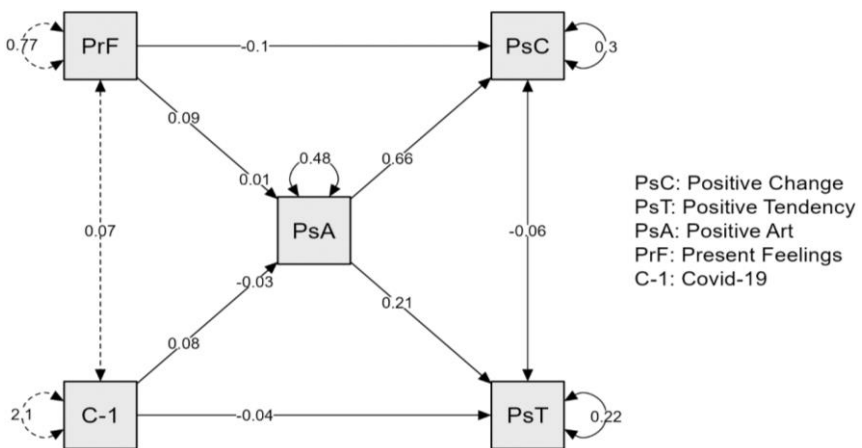 0.77
PrF
-0.1
PsC
0.3
0.09
0.48
0.66
0.01
0.07
PsA
-0.06
-0.03
0.21
0.08
2.1
C-1
-0.04
PsT
0.22
PsC: Positive Change
PsT: Positive Tendency
PsA: Positive Art
PrF: Present Feelings
C-1: Covid-19